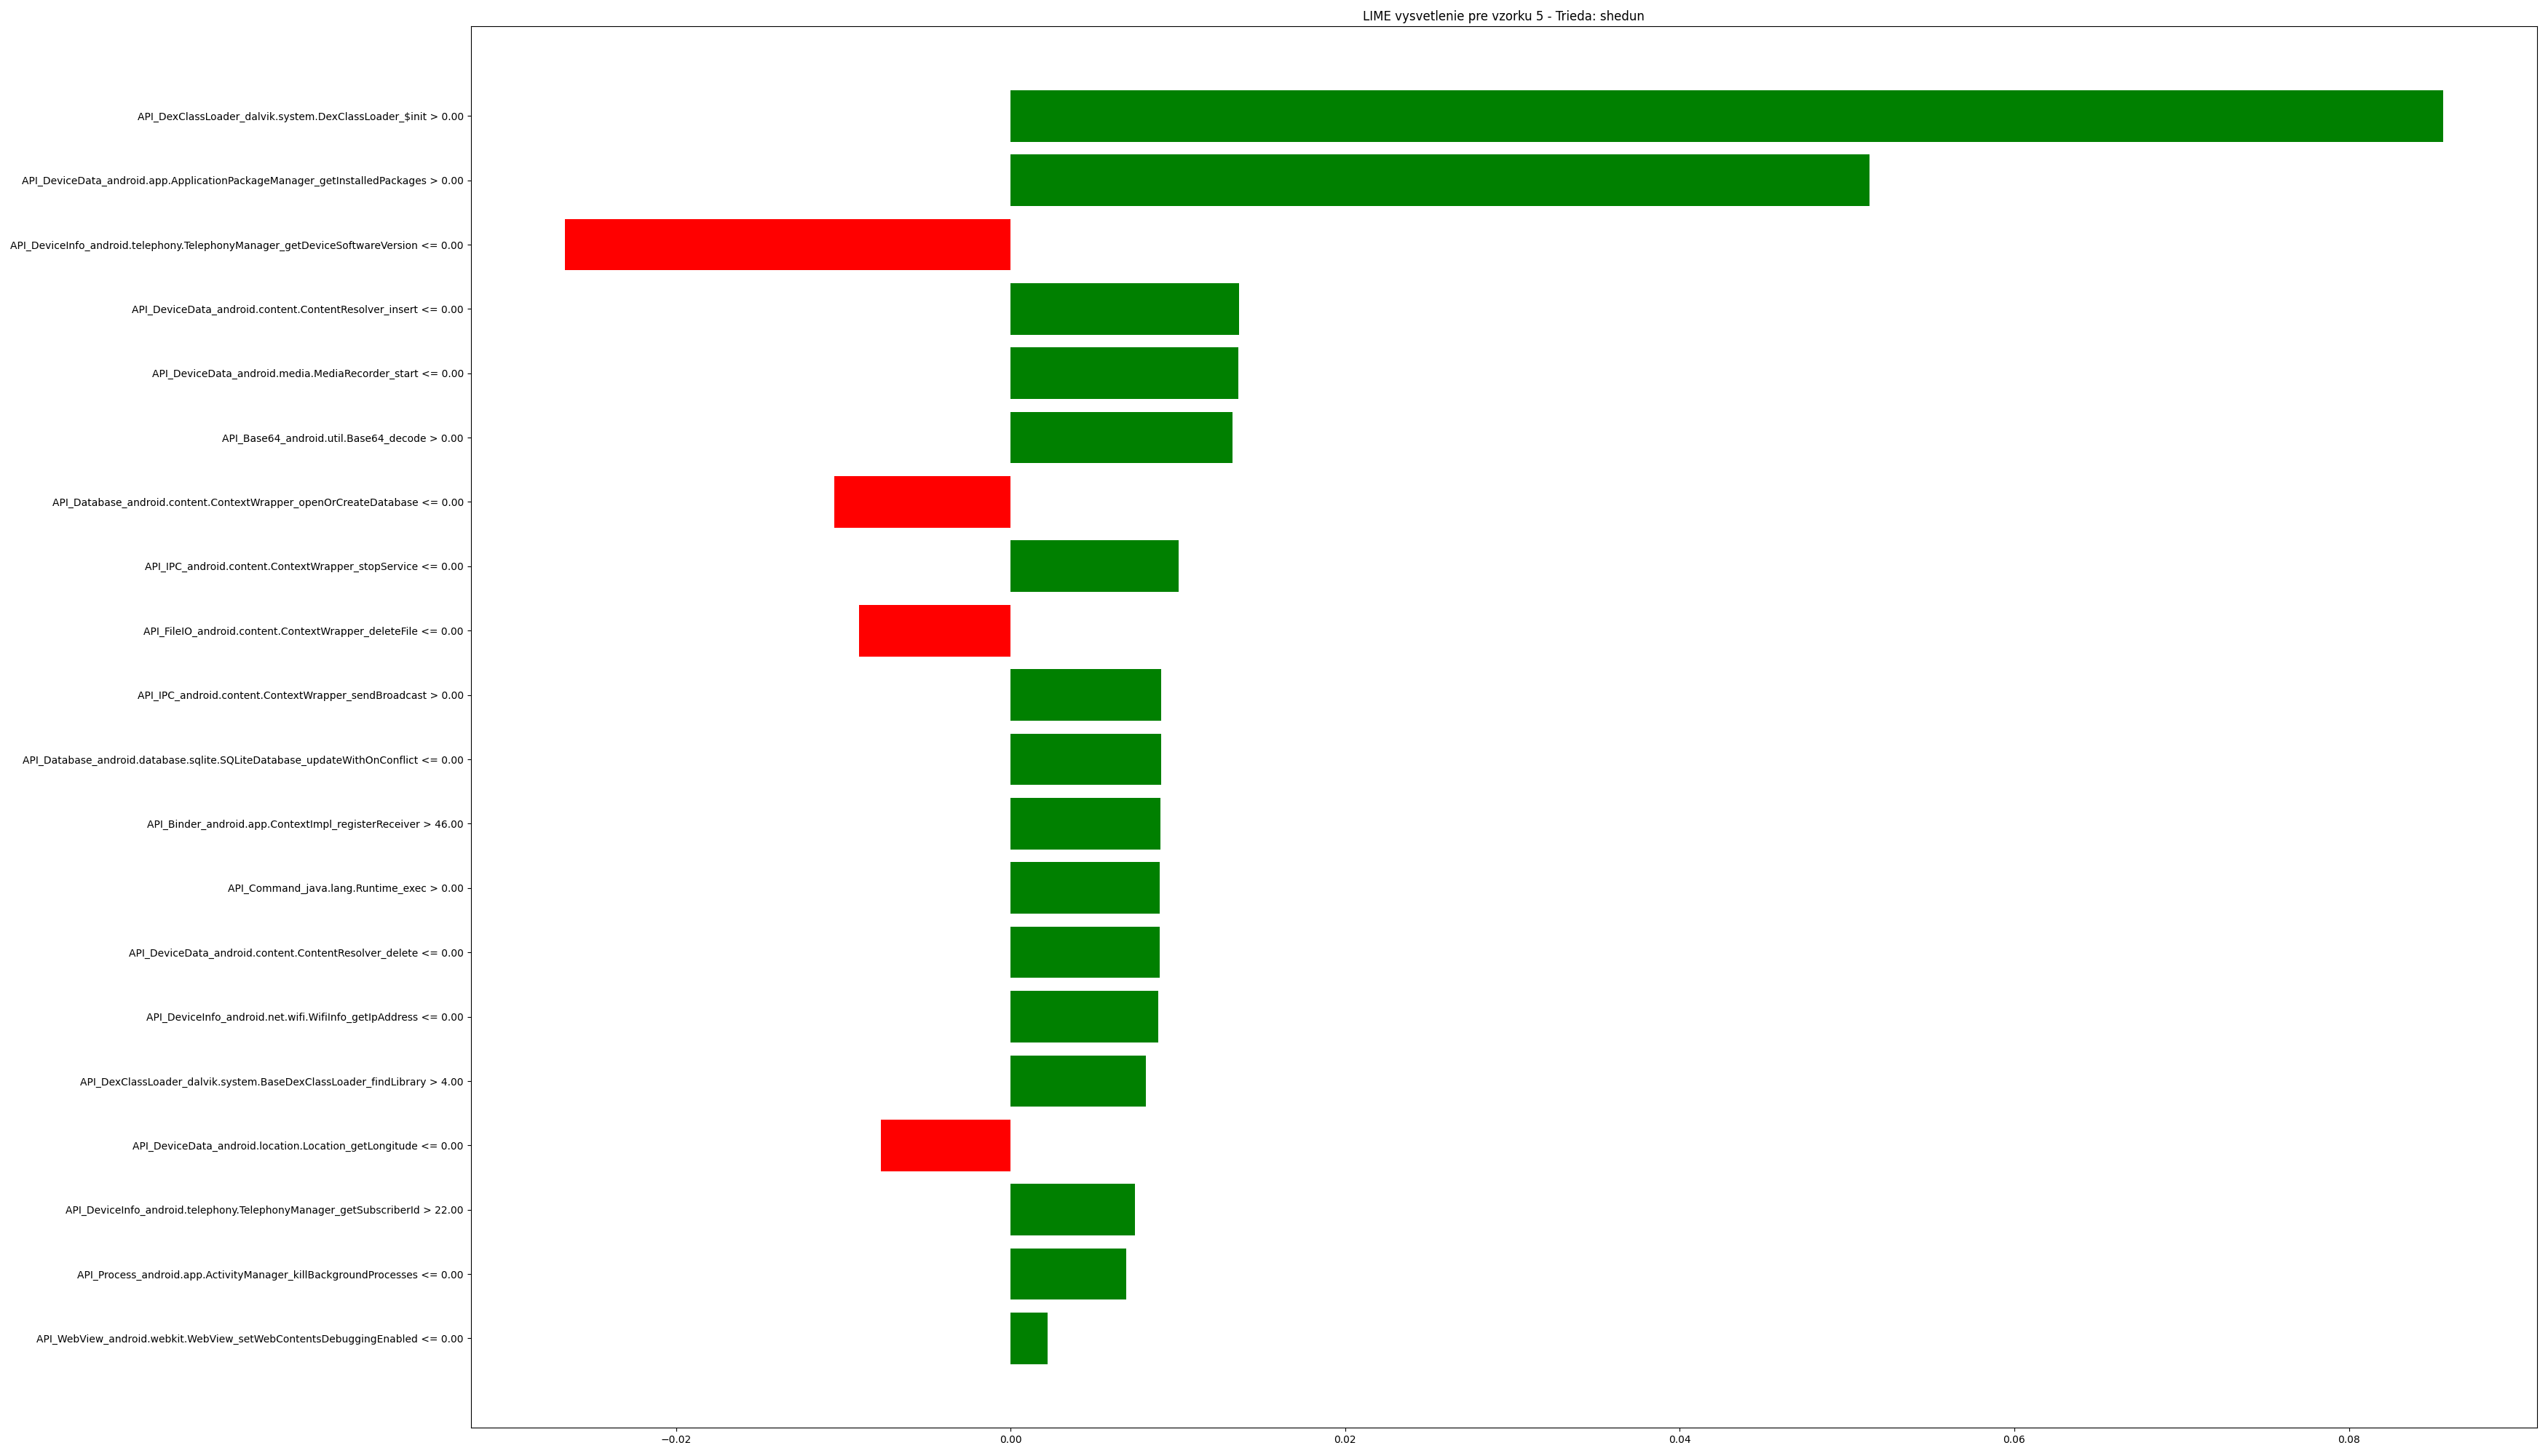 LIME vysvetlenie pre vzorku 5 - Trieda: shedun
API_DexClassLoader_dalvik.system.DexClassLoader_$init > 0.00
API_DeviceData_android.app.ApplicationPackageManager_getInstalledPackages > 0.00
API_DeviceInfo_android.telephony.TelephonyManager_getDeviceSoftwareVersion <= 0.00
API_DeviceData_android.content.ContentResolver_insert <= 0.00
API_DeviceData_android.media.MediaRecorder_start <= 0.00
API_Base64_android.util.Base64_decode > 0.00
API_Database_android.content.ContextWrapper_openOrCreateDatabase <= 0.00
API_IPC_android.content.ContextWrapper_stopService <= 0.00
API_FileIO_android.content.ContextWrapper_deleteFile <= 0.00
API_IPC_android.content.ContextWrapper_sendBroadcast > 0.00
API_Database_android.database.sqlite.SQLiteDatabase_updateWithOnConflict <= 0.00
API_Binder_android.app.ContextImpl_registerReceiver > 46.00
API_Command_java.lang.Runtime_exec > 0.00
API_DeviceData_android.content.ContentResolver_delete <= 0.00
API_DeviceInfo_android.net.wifi.WifiInfo_getIpAddress <= 0.00
API_DexClassLoader_dalvik.system.BaseDexClassLoader_findLibrary > 4.00
API_DeviceData_android.location.Location_getLongitude <= 0.00
API_DeviceInfo_android.telephony.TelephonyManager_getSubscriberId > 22.00
API_Process_android.app.ActivityManager_killBackgroundProcesses <= 0.00
API_WebView_android.webkit.WebView_setWebContentsDebuggingEnabled <= 0.00
−0.02 0.00 0.02 0.04 0.06 0.08